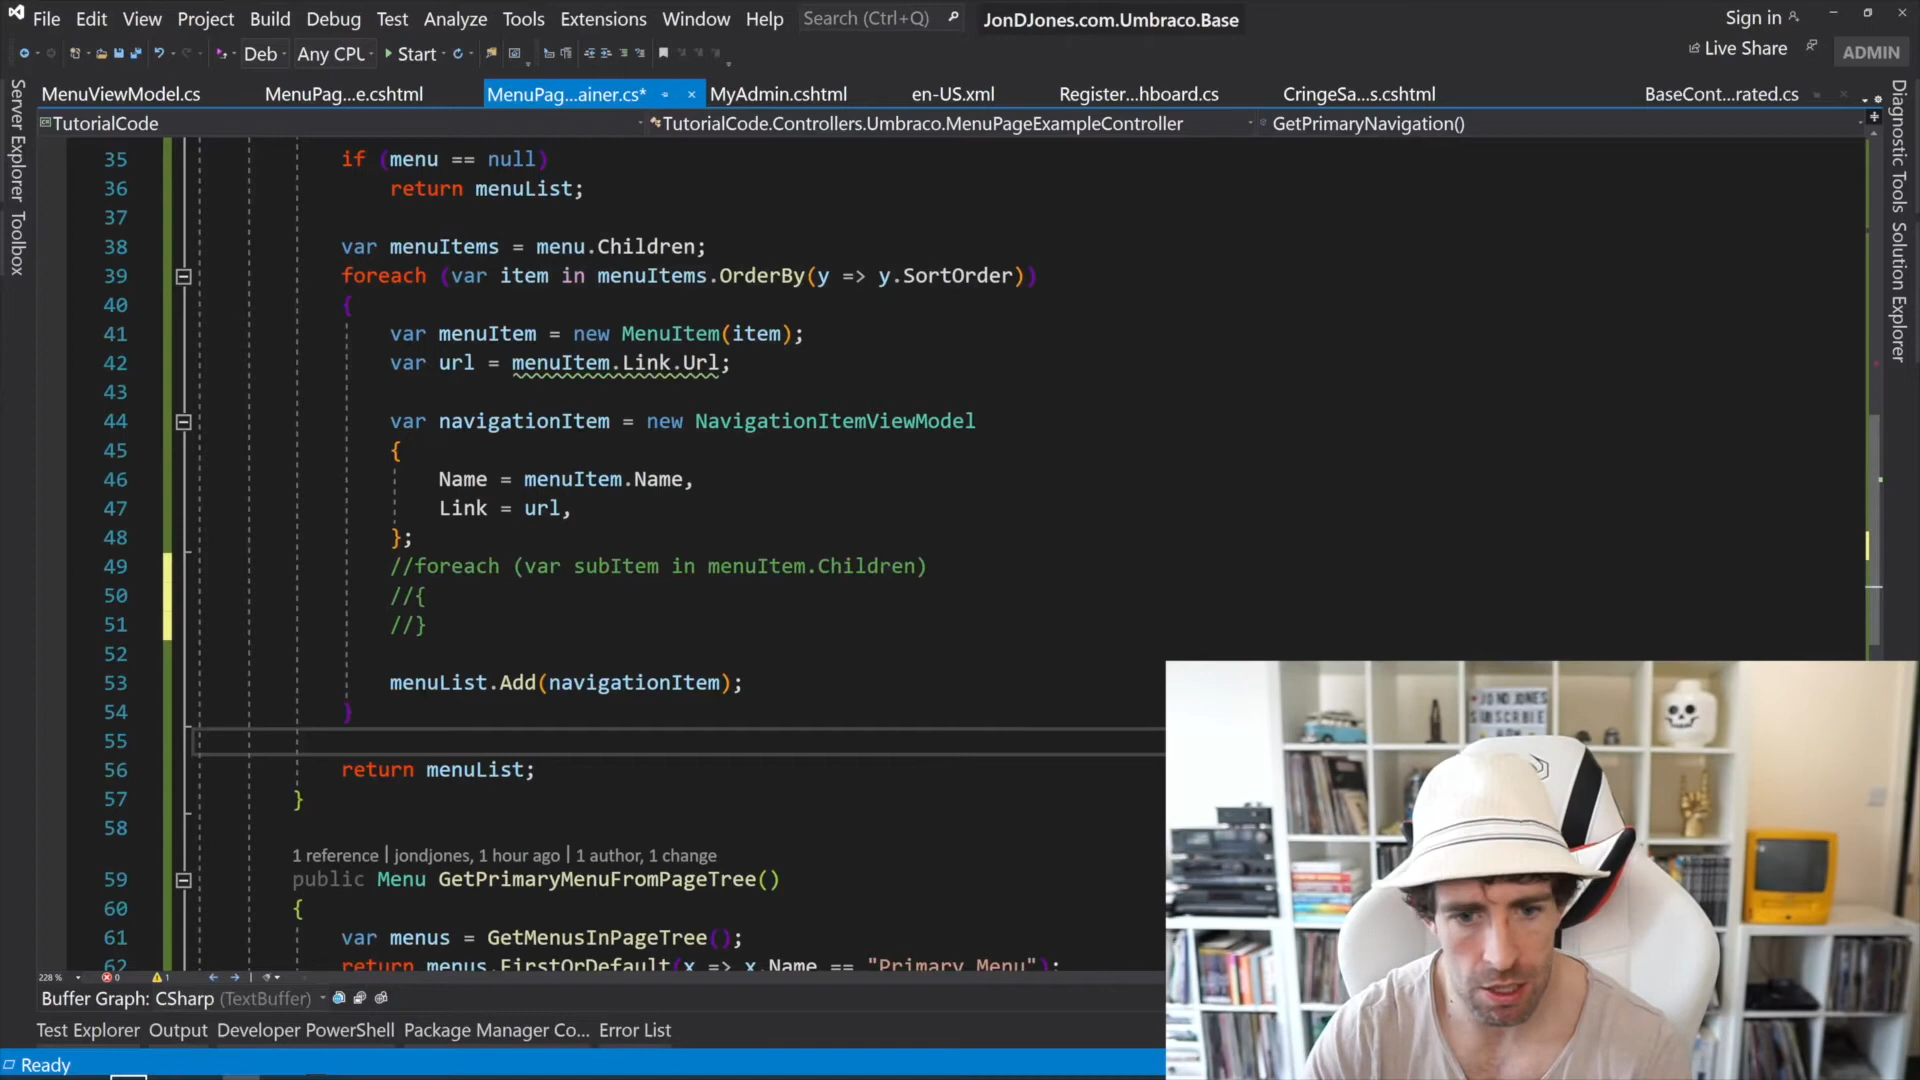 File Edit View Project Build Debug Test Analyze Tools Extensions Window Help Search (Ctrl+Q) JonDJones.com.Umbraco.Base Sign in
Deb Any CPU Start Live Share ADMIN
MenuViewModel.cs MenuPag...e.cshtml MenuPag...ainer.cs* MyAdmin.cshtml en-US.xml Register...hboard.cs CringeSa...s.cshtml BaseCont...rated.cs
TutorialCode TutorialCode.Controllers.Umbraco.MenuPageExampleController GetPrimaryNavigation()
Server Explorer Toolbox
Diagnostic Tools Solution Explorer
35 if (menu == null)
36 return menuList;
37
38 var menuItems = menu.Children;
39 foreach (var item in menuItems.OrderBy(y => y.SortOrder))
40 {
41 var menuItem = new MenuItem(item);
42 var url = menuItem.Link.Url;
43
44 var navigationItem = new NavigationItemViewModel
45 {
46 Name = menuItem.Name,
47 Link = url,
48 };
49 //foreach (var subItem in menuItem.Children)
50 //{
51 //}
52
53 menuList.Add(navigationItem);
54 }
55
56 return menuList;
57 }
58
1 reference | jondjones, 1 hour ago | 1 author, 1 change
59 public Menu GetPrimaryMenuFromPageTree()
60 {
61 var menus = GetMenusInPageTree();
62 return menus.FirstOrDefault(x => x.Name == "Primary Menu");
228 % 0 1
Buffer Graph: CSharp (TextBuffer)
Test Explorer Output Developer PowerShell Package Manager Co... Error List
Ready
JON D JONES
SUBSCRIBE